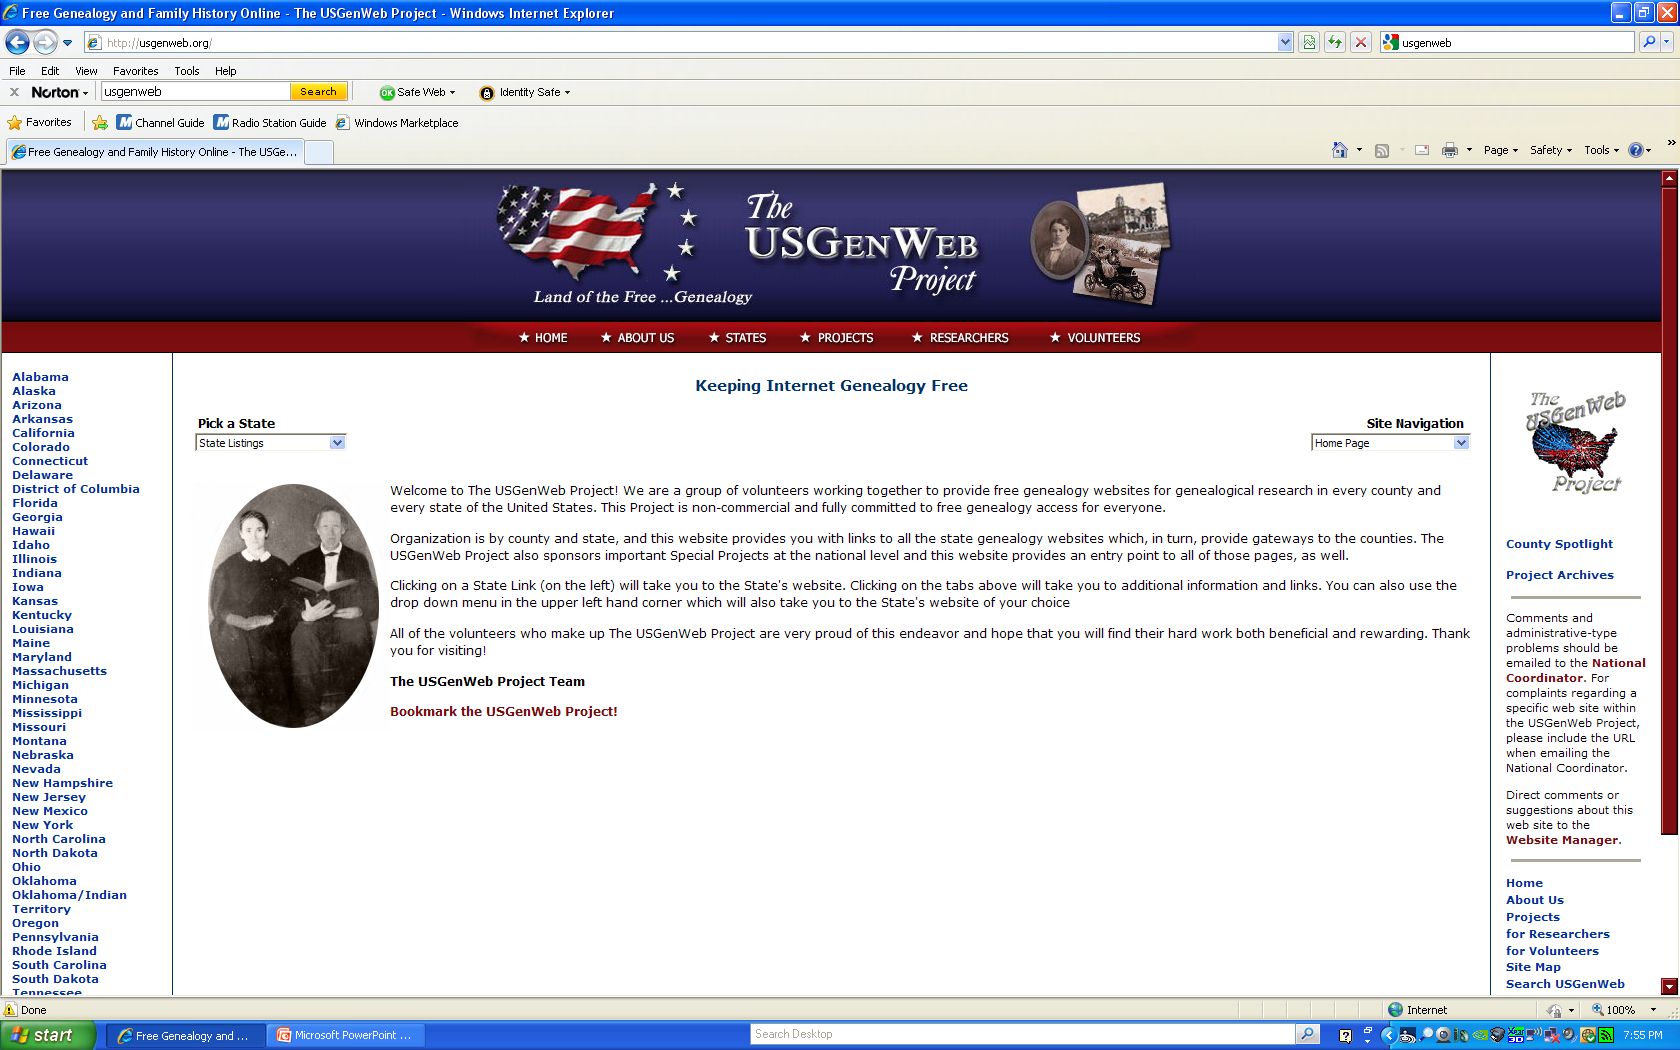 Free Genealogy and Family History Online - The USGenWeb Project - Windows Internet Explorer
http://usgenweb.org/
usgenweb
File Edit View Favorites Tools Help
x Norton usgenweb Search Safe Web Identity Safe
Favorites Channel Guide Radio Station Guide Windows Marketplace
Free Genealogy and Family History Online - The USGe...
Page Safety Tools
The
USGenWeb
Project
Land of the Free ...Genealogy
HOME ABOUT US STATES PROJECTS RESEARCHERS VOLUNTEERS
Alabama
Alaska
Arizona
Arkansas
California
Colorado
Connecticut
Delaware
District of Columbia
Florida
Georgia
Hawaii
Idaho
Illinois
Indiana
Iowa
Kansas
Kentucky
Louisiana
Maine
Maryland
Massachusetts
Michigan
Minnesota
Mississippi
Missouri
Montana
Nebraska
Nevada
New Hampshire
New Jersey
New Mexico
New York
North Carolina
North Dakota
Ohio
Oklahoma
Oklahoma/Indian
Territory
Oregon
Pennsylvania
Rhode Island
South Carolina
South Dakota
Tennessee
Keeping Internet Genealogy Free
Pick a State
State Listings
Site Navigation
Home Page
Welcome to The USGenWeb Project! We are a group of volunteers working together to provide free genealogy websites for genealogical research in every county and
every state of the United States. This Project is non-commercial and fully committed to free genealogy access for everyone.
Organization is by county and state, and this website provides you with links to all the state genealogy websites which, in turn, provide gateways to the counties. The
USGenWeb Project also sponsors important Special Projects at the national level and this website provides an entry point to all of those pages, as well.
Clicking on a State Link (on the left) will take you to the State's website. Clicking on the tabs above will take you to additional information and links. You can also use the
drop down menu in the upper left hand corner which will also take you to the State's website of your choice
All of the volunteers who make up The USGenWeb Project are very proud of this endeavor and hope that you will find their hard work both beneficial and rewarding. Thank
you for visiting!
The USGenWeb Project Team
Bookmark the USGenWeb Project!
The
USGenWeb
Project
County Spotlight
Project Archives
Comments and
administrative-type
problems should be
emailed to the National
Coordinator. For
complaints regarding a
specific web site within
the USGenWeb Project,
please include the URL
when emailing the
National Coordinator.
Direct comments or
suggestions about this
web site to the
Website Manager.
Home
About Us
Projects
for Researchers
for Volunteers
Site Map
Search USGenWeb
Done
Internet
100%
start
Free Genealogy and ...
Microsoft PowerPoint ...
Search Desktop
7:55 PM